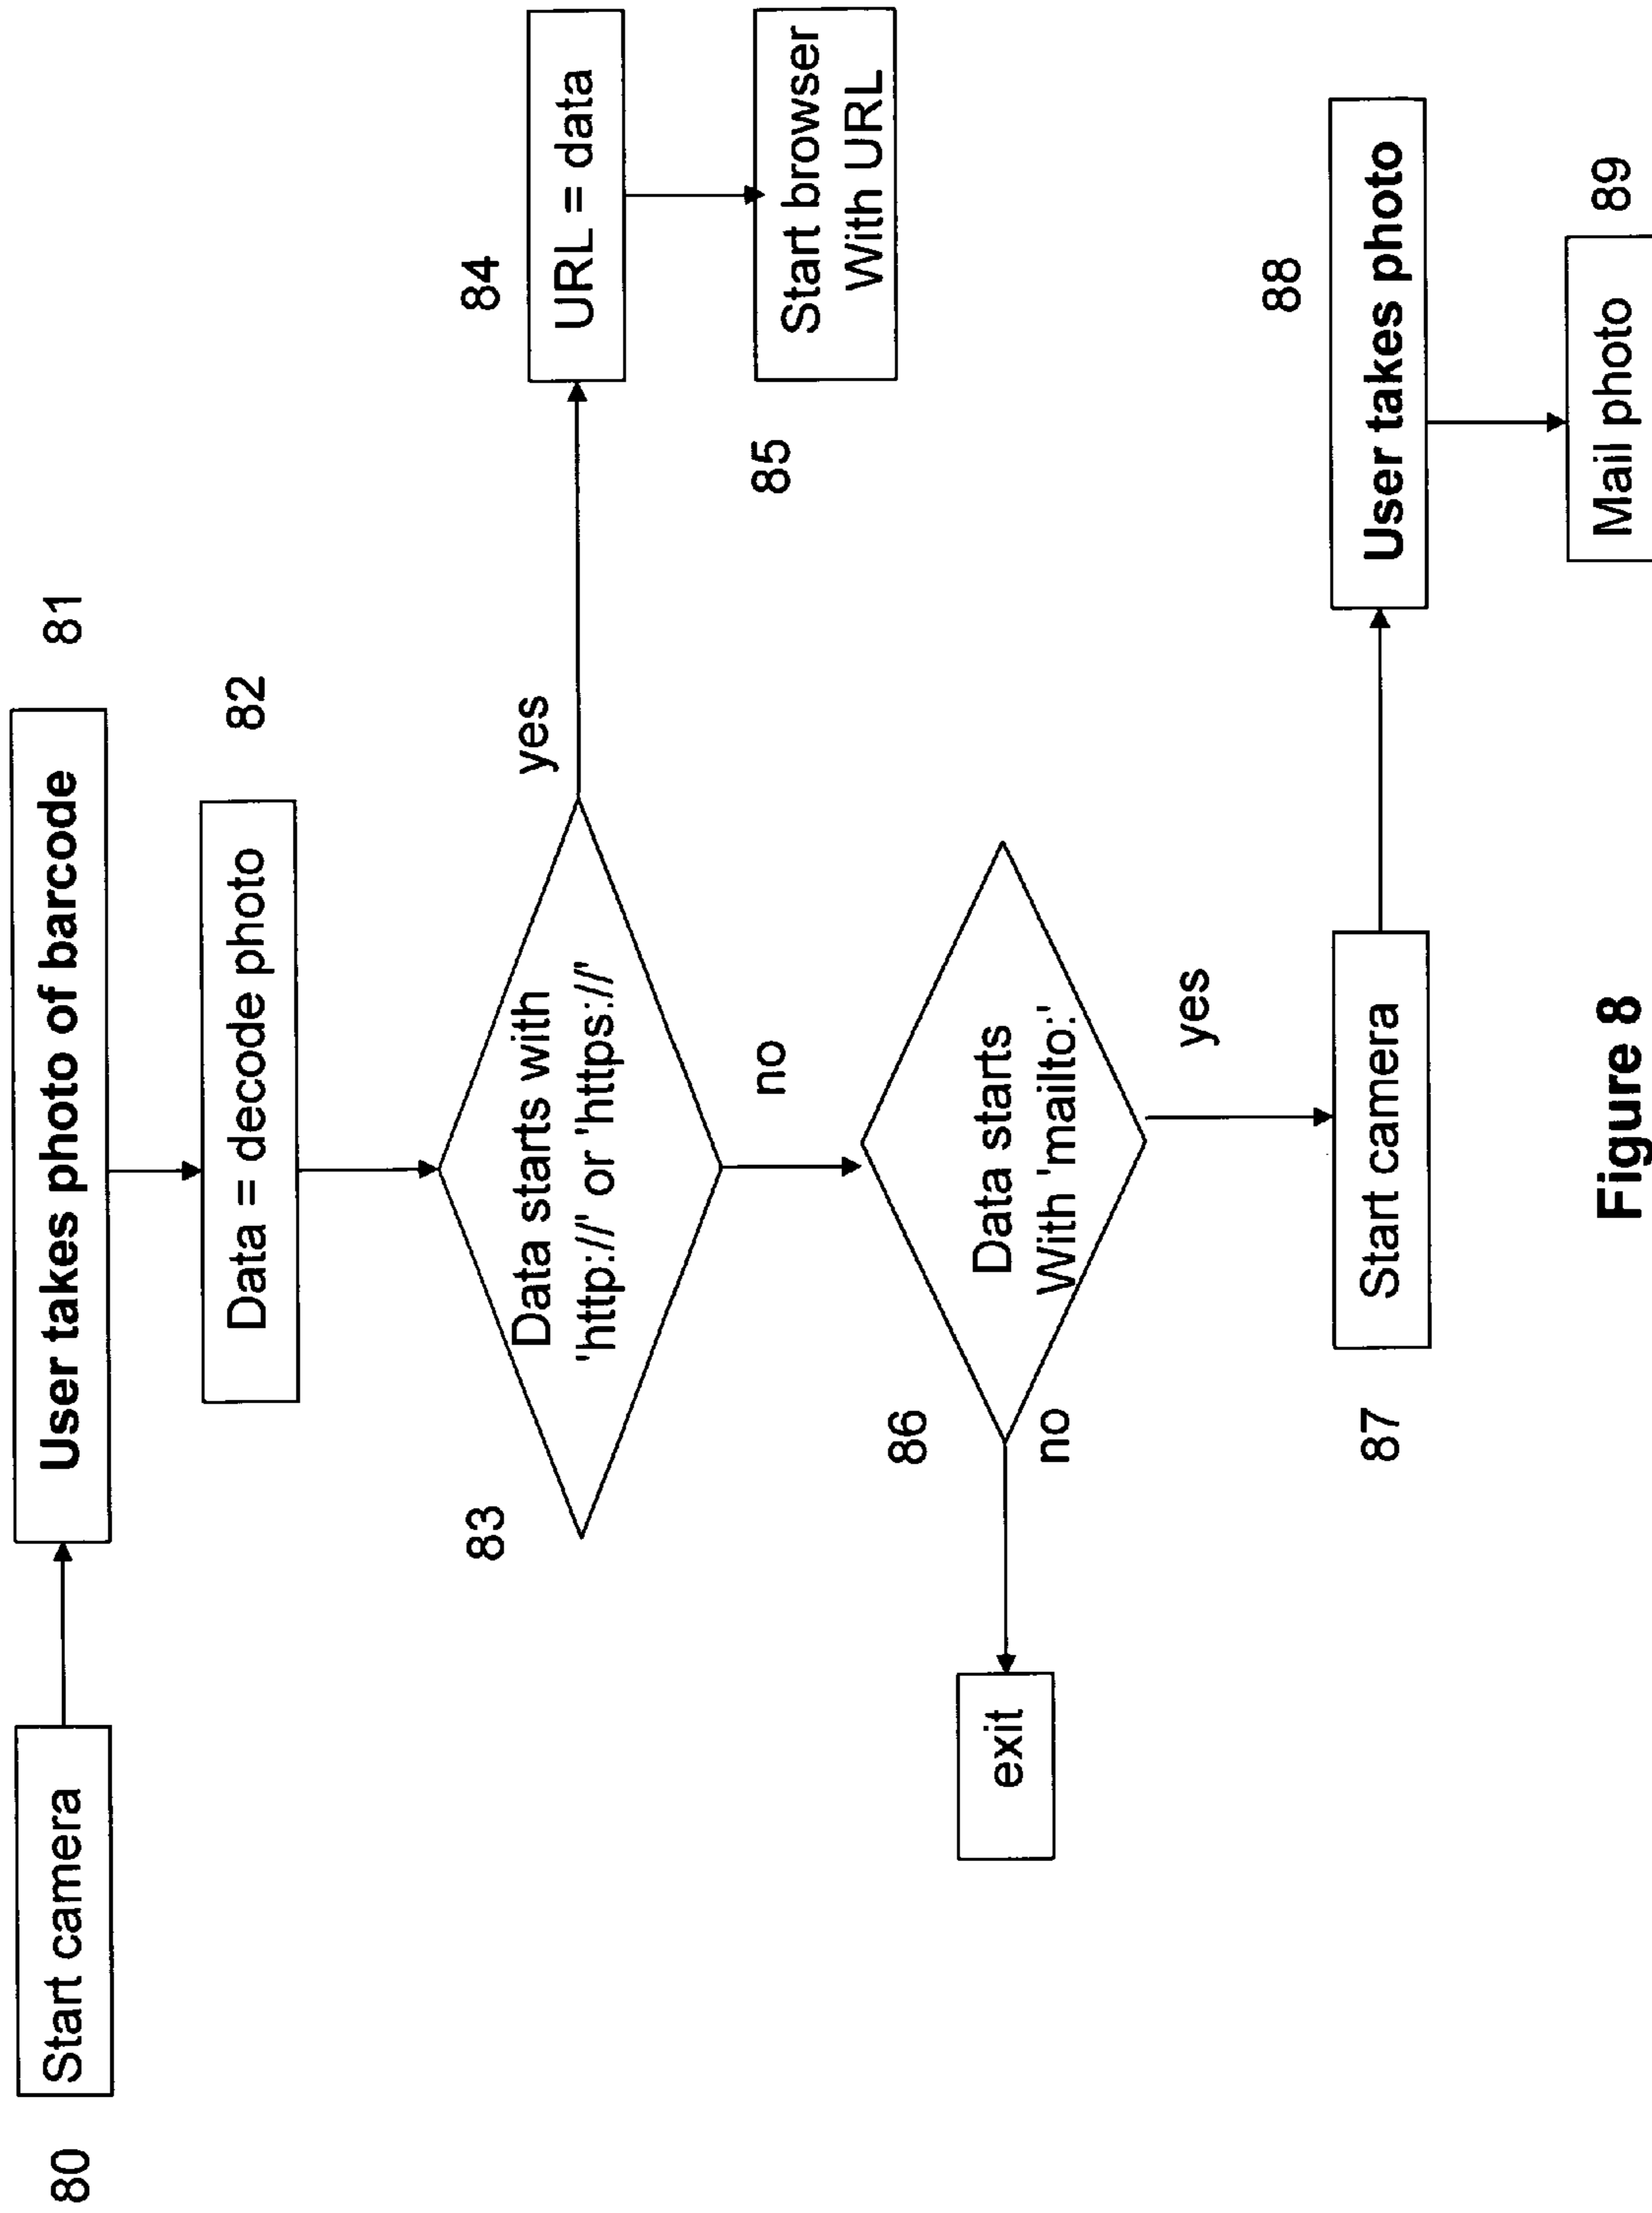 80
Start camera
User takes photo of barcode
81
Data = decode photo
82
83
Data starts with
'http://' or 'https://'
yes
84
URL = data
85
Start browser
With URL
no
86
Data starts
With 'mailto:'
no
exit
yes
87
Start camera
88
User takes photo
Mail photo
89
Figure 8